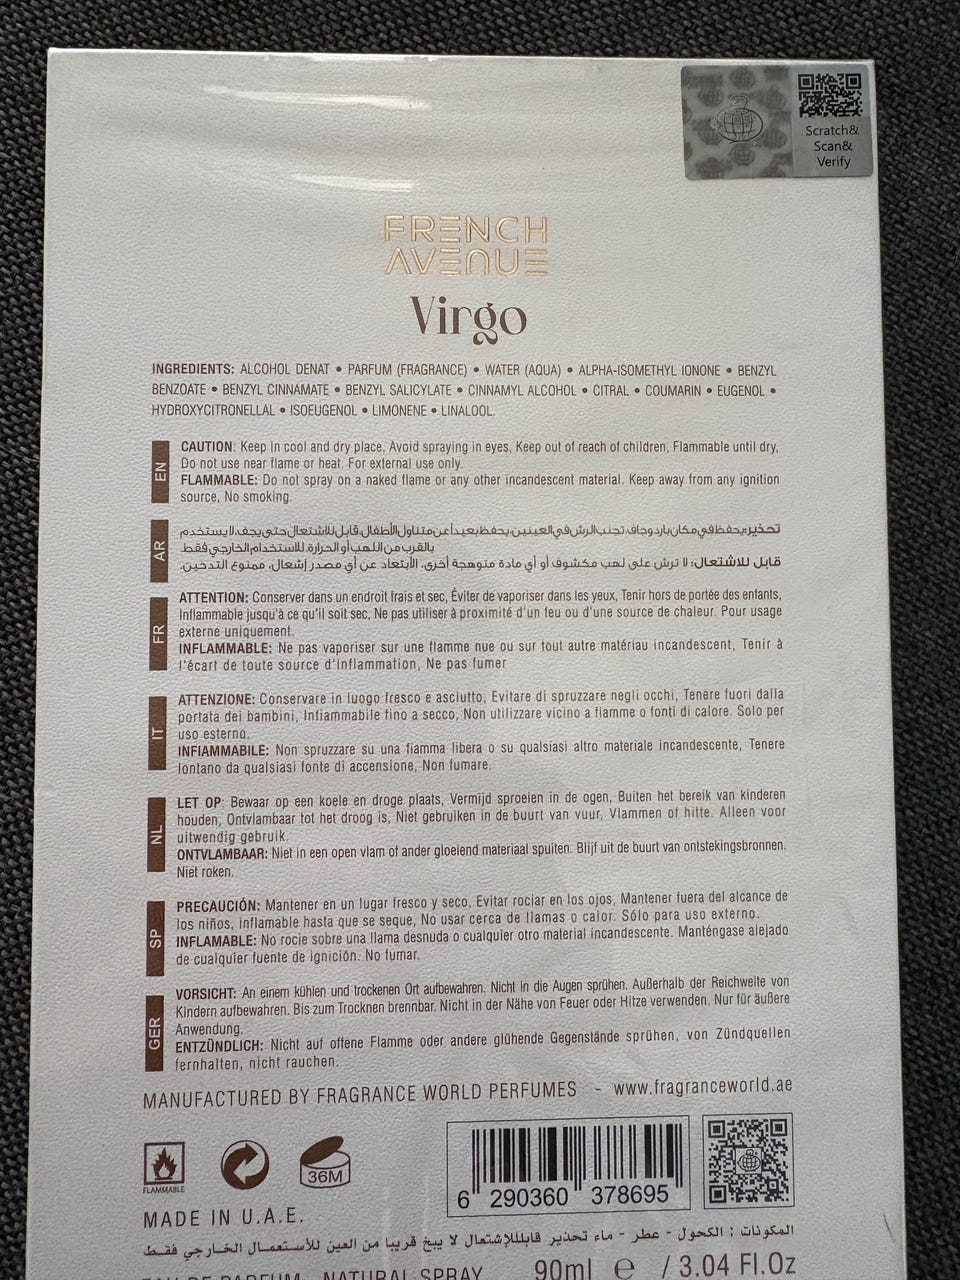 Scratch&
Scan&
Verify
FRENCH
AVENUE
Virgo
INGREDIENTS: ALCOHOL DENAT • PARFUM (FRAGRANCE) • WATER (AQUA) • ALPHA-ISOMETHYL IONONE • BENZYL
BENZOATE • BENZYL CINNAMATE • BENZYL SALICYLATE • CINNAMYL ALCOHOL • CITRAL • COUMARIN • EUGENOL •
HYDROXYCITRONELLAL • ISOEUGENOL • LIMONENE • LINALOOL.
EN
CAUTION: Keep in cool and dry place, Avoid spraying in eyes, Keep out of reach of children, Flammable until dry,
Do not use near flame or heat. For external use only.
FLAMMABLE: Do not spray on a naked flame or any other incandescent material. Keep away from any ignition
source, No smoking.
AR
تحذير: يحفظ في مكان بارد وجاف، تجنب الرش في العينين، يحفظ بعيداً عن متناول الأطفال، قابل للاشتعال حتى يجف، لا يستخدم
بالقرب من اللهب أو الحرارة. للاستخدام الخارجي فقط
قابل للاشتعال: لا ترش على لهب مكشوف أو أي مادة متوهجة أخرى. الأبتعاد عن أي مصدر إشعال، ممنوع التدخين.
FR
ATTENTION: Conserver dans un endroit frais et sec, Éviter de vaporiser dans les yeux, Tenir hors de portée des enfants,
Inflammable jusqu'à ce qu'il soit sec, Ne pas utiliser à proximité d'un feu ou d'une source de chaleur. Pour usage
externe uniquement.
INFLAMMABLE: Ne pas vaporiser sur une flamme nue ou sur tout autre matériau incandescent, Tenir à
l'écart de toute source d'inflammation, Ne pas fumer
IT
ATTENZIONE: Conservare in luogo fresco e asciutto, Evitare di spruzzare negli occhi, Tenere fuori dalla
portata dei bambini, Infiammabile fino a secco, Non utilizzare vicino a fiamme o fonti di calore. Solo per
uso esterno.
INFIAMMABILE: Non spruzzare su una fiamma libera o su qualsiasi altro materiale incandescente, Tenere
lontano da qualsiasi fonte di accensione, Non fumare.
NL
LET OP: Bewaar op een koele en droge plaats, Vermijd sproeien in de ogen, Buiten het bereik van kinderen
houden, Ontvlambaar tot het droog is, Niet gebruiken in de buurt van vuur, Vlammen of hitte. Alleen voor
uitwendig gebruik.
ONTVLAMBAAR: Niet in een open vlam of ander gloeiend materiaal spuiten. Blijf uit de buurt van ontstekingsbronnen.
Niet roken.
SP
PRECAUCIÓN: Mantener en un lugar fresco y seco, Evitar rociar en los ojos, Mantener fuera del alcance de
los niños, inflamable hasta que se seque, No usar cerca de llamas o calor. Sólo para uso externo.
INFLAMABLE: No rocíe sobre una llama desnuda o cualquier otro material incandescente. Manténgase alejado
de cualquier fuente de ignición. No fumar.
GER
VORSICHT: An einem kühlen und trockenen Ort aufbewahren. Nicht in die Augen sprühen. Außerhalb der Reichweite von
Kindern aufbewahren. Bis zum Trocknen brennbar. Nicht in der Nähe von Feuer oder Hitze verwenden. Nur für äußere
Anwendung.
ENTZÜNDLICH: Nicht auf offene Flamme oder andere glühende Gegenstände sprühen, von Zündquellen
fernhalten, nicht rauchen.
MANUFACTURED BY FRAGRANCE WORLD PERFUMES - www.fragranceworld.ae
FLAMMABLE
36M
6 290360 378695
MADE IN U.A.E.
المكونات : الكحول - عطر - ماء تحذير قابللإشتعال لا يبخ قريبا من العين للأستعمال الخارجي فقط
EAU DE PARFUM NATURAL SPRAY 90ml e / 3.04 Fl.Oz